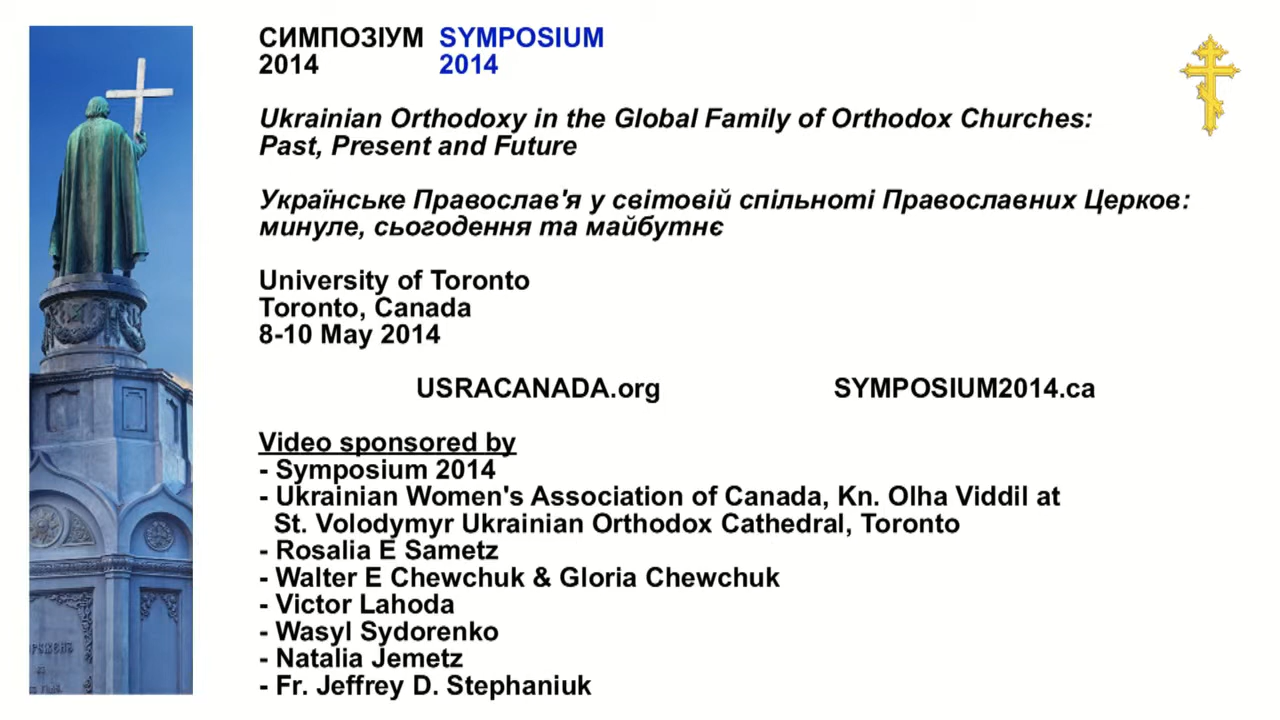 СИМПОЗІУМ SYMPOSIUM
2014 2014
Ukrainian Orthodoxy in the Global Family of Orthodox Churches:
Past, Present and Future
Українське Православ'я у світовій спільноті Православних Церков:
минуле, сьогодення та майбутнє
University of Toronto
Toronto, Canada
8-10 May 2014
USRACANADA.org SYMPOSIUM2014.ca
Video sponsored by
- Symposium 2014
- Ukrainian Women's Association of Canada, Kn. Olha Viddil at
St. Volodymyr Ukrainian Orthodox Cathedral, Toronto
- Rosalia E Sametz
- Walter E Chewchuk & Gloria Chewchuk
- Victor Lahoda
- Wasyl Sydorenko
- Natalia Jemetz
- Fr. Jeffrey D. Stephaniuk